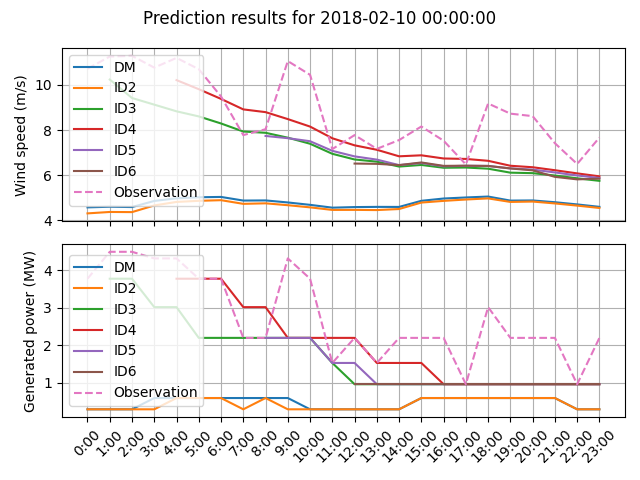 Prediction results for 2018-02-10 00:00:00
Wind speed (m/s)
10
8
6
4
DM
ID2
ID3
ID4
ID5
ID6
Observation
Generated power (MW)
4
3
2
1
DM
ID2
ID3
ID4
ID5
ID6
Observation
0:00
1:00
2:00
3:00
4:00
5:00
6:00
7:00
8:00
9:00
10:00
11:00
12:00
13:00
14:00
15:00
16:00
17:00
18:00
19:00
20:00
21:00
22:00
23:00